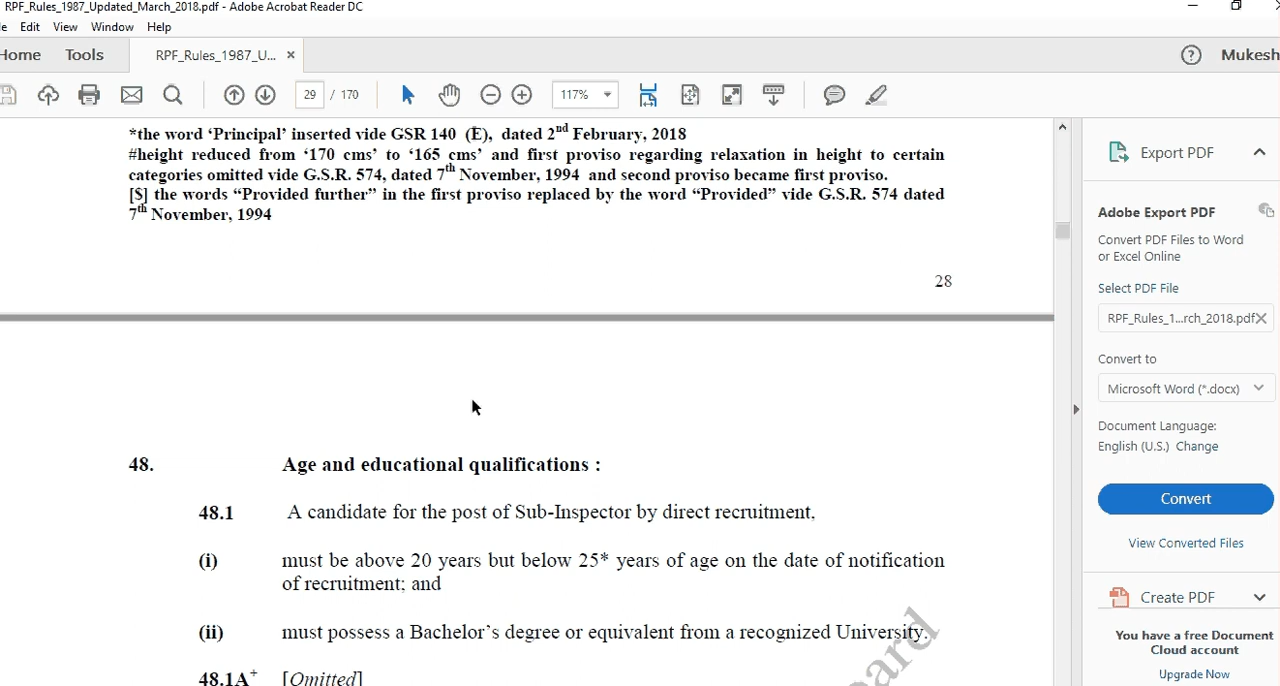 RPF_Rules_1987_Updated_March_2018.pdf - Adobe Acrobat Reader DC
Edit View Window Help
Home Tools RPF_Rules_1987_U... × Mukesh
29 / 170 117%
*the word ‘Principal’ inserted vide GSR 140 (E), dated 2nd February, 2018
#height reduced from ‘170 cms’ to ‘165 cms’ and first proviso regarding relaxation in height to certain
categories omitted vide G.S.R. 574, dated 7th November, 1994 and second proviso became first proviso.
[$] the words “Provided further” in the first proviso replaced by the word “Provided” vide G.S.R. 574 dated
7th November, 1994
28
48. Age and educational qualifications :
48.1 A candidate for the post of Sub-Inspector by direct recruitment,
(i) must be above 20 years but below 25* years of age on the date of notification
of recruitment; and
(ii) must possess a Bachelor’s degree or equivalent from a recognized University.
48.1A+ [Omitted]
Export PDF
Adobe Export PDF
Convert PDF Files to Word
or Excel Online
Select PDF File
RPF_Rules_1...rch_2018.pdf
Convert to
Microsoft Word (*.docx)
Document Language:
English (U.S.) Change
Convert
View Converted Files
Create PDF
You have a free Document
Cloud account
Upgrade Now